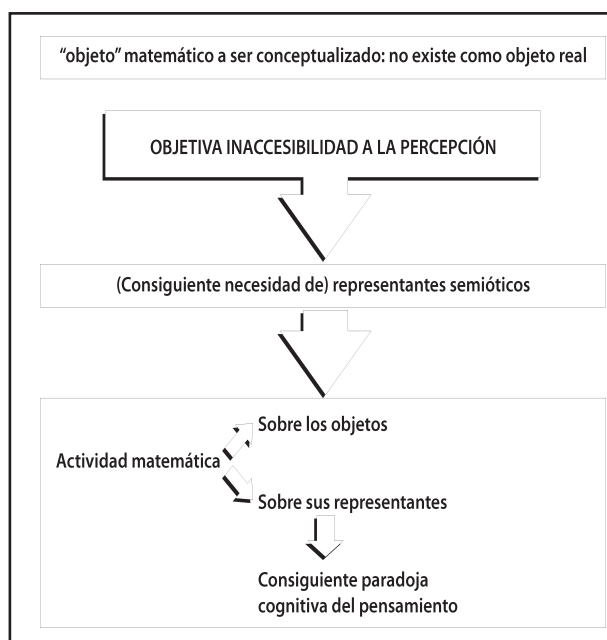 “objeto” matemático a ser conceptualizado: no existe como objeto real
OBJETIVA INACCESIBILIDAD A LA PERCEPCIÓN
(Consiguiente necesidad de) representantes semióticos
Sobre los objetos
Actividad matemática
Sobre sus representantes
Consiguiente paradoja
cognitiva del pensamiento